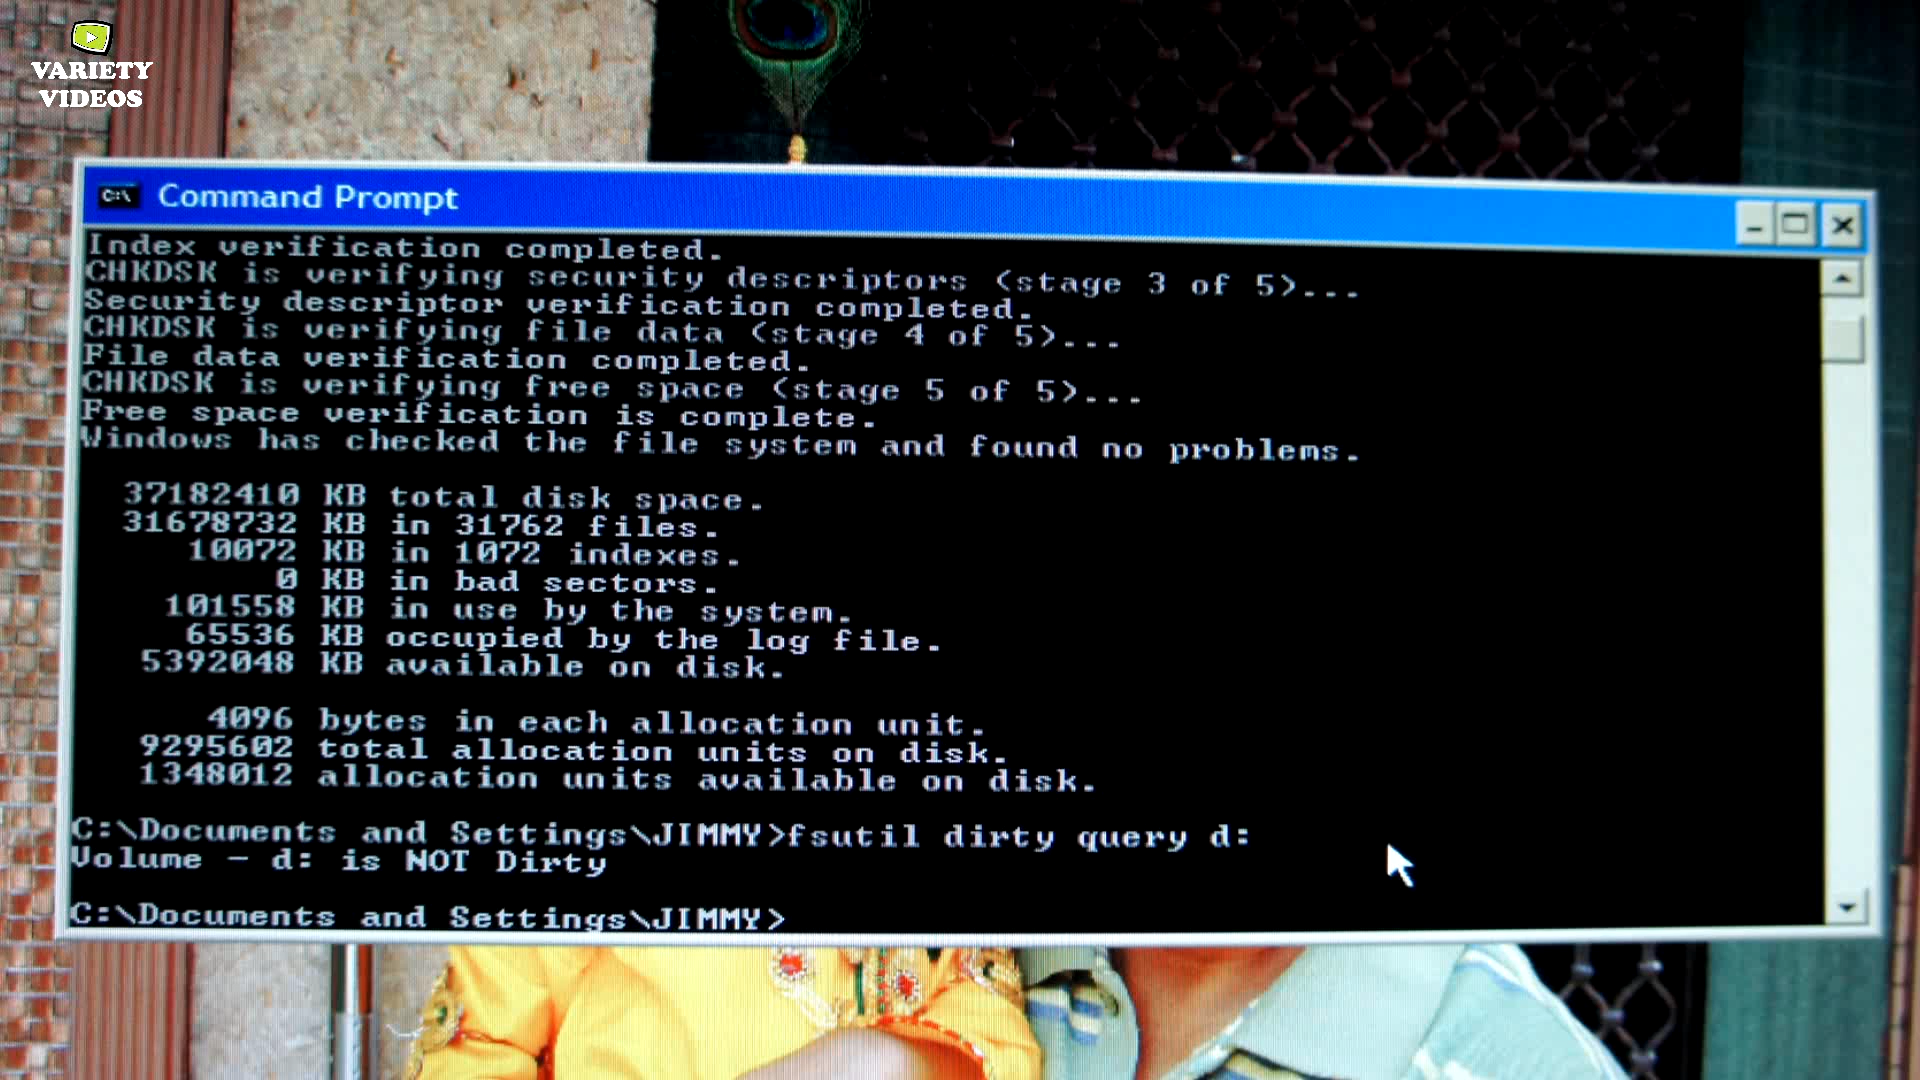 VARIETY
VIDEOS
C:\ Command Prompt
Index verification completed.
CHKDSK is verifying security descriptors (stage 3 of 5)...
Security descriptor verification completed.
CHKDSK is verifying file data (stage 4 of 5)...
File data verification completed.
CHKDSK is verifying free space (stage 5 of 5)...
Free space verification is complete.
Windows has checked the file system and found no problems.
37182410 KB total disk space.
31678732 KB in 31762 files.
10072 KB in 1072 indexes.
0 KB in bad sectors.
101558 KB in use by the system.
65536 KB occupied by the log file.
5392048 KB available on disk.
4096 bytes in each allocation unit.
9295602 total allocation units on disk.
1348012 allocation units available on disk.
C:\Documents and Settings\JIMMY>fsutil dirty query d:
Volume - d: is NOT Dirty
C:\Documents and Settings\JIMMY>